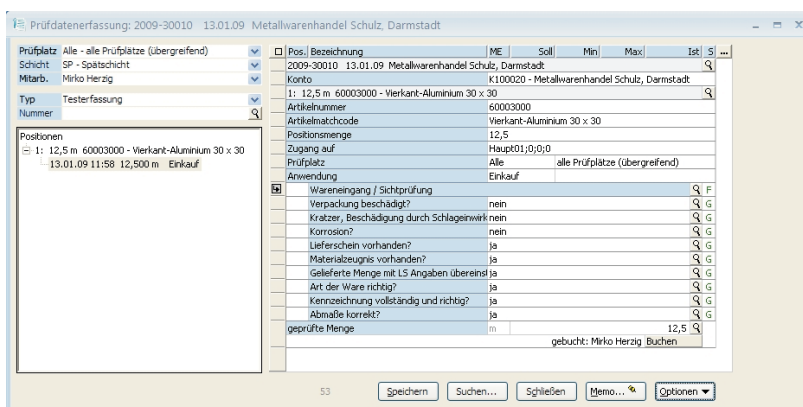 Prüfdatenerfassung: 2009-30010 13.01.09 Metallwarenhandel Schulz, Darmstadt
Prüfplatz Alle - alle Prüfplätze (übergreifend)
Schicht SP - Spätschicht
Mitarb. Mirko Herzig
Typ Testerfassung
Nummer
Positionen
1: 12,5 m 60003000 - Vierkant-Aluminium 30 x 30
13.01.09 11:58 12,500 m Einkauf
Pos. Bezeichnung ME Soll Min Max Ist S ...
2009-30010 13.01.09 Metallwarenhandel Schulz, Darmstadt
Konto K100020 - Metallwarenhandel Schulz, Darmstadt
1: 12,5 m 60003000 - Vierkant-Aluminium 30 x 30
Artikelnummer 60003000
Artikelmatchcode Vierkant-Aluminium 30 x 30
Positionsmenge 12,5
Zugang auf Haupt01;0;0;0
Prüfplatz Alle alle Prüfplätze (übergreifend)
Anwendung Einkauf
Wareneingang / Sichtprüfung F
Verpackung beschädigt? nein G
Kratzer, Beschädigung durch Schlageinwirk nein G
Korrosion? nein G
Lieferschein vorhanden? ja G
Materialzeugnis vorhanden? ja G
Gelieferte Menge mit LS Angaben übereinst ja G
Art der Ware richtig? ja G
Kennzeichnung vollständig und richtig? ja G
Abmaße korrekt? ja G
geprüfte Menge m 12,5
gebucht: Mirko Herzig Buchen
53 Speichern Suchen... Schließen Memo... Optionen